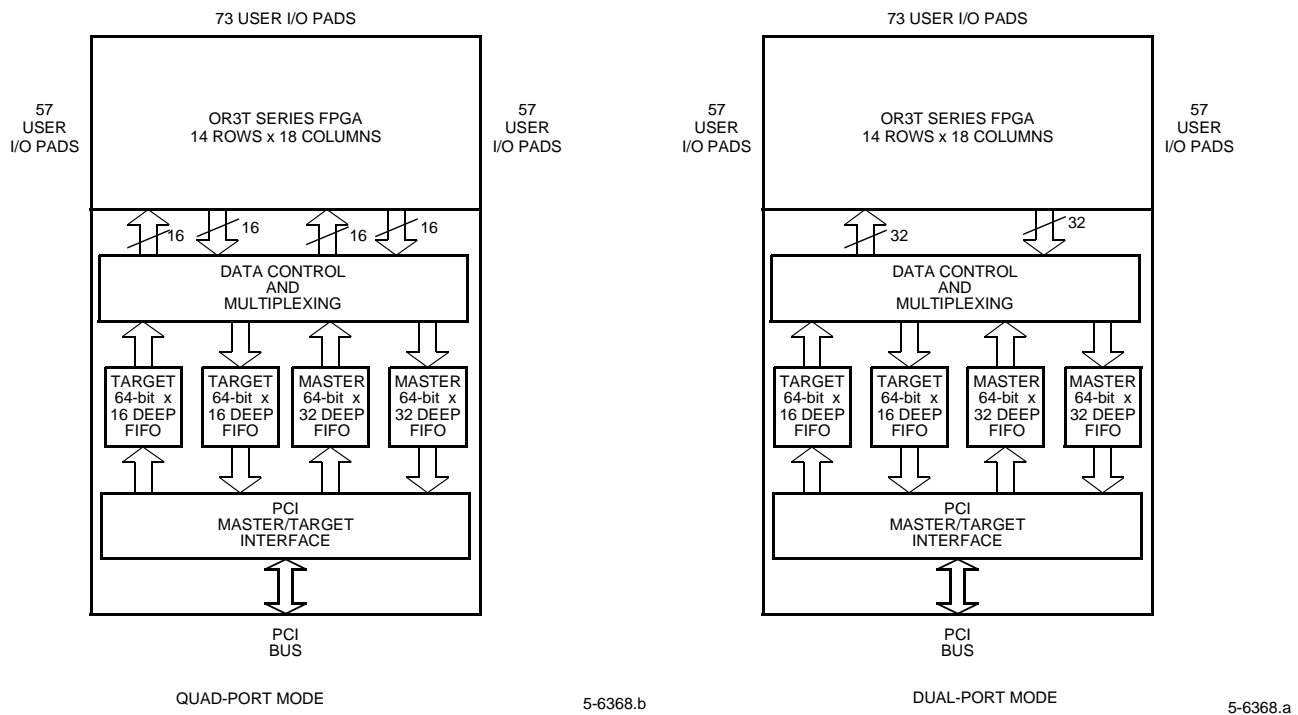 73 USER I/O PADS
57
USER
I/O PADS
OR3T SERIES FPGA
14 ROWS x 18 COLUMNS
57
USER
I/O PADS
16
16
16
16
DATA CONTROL
AND
MULTIPLEXING
TARGET
64-bit x
16 DEEP
FIFO
TARGET
64-bit x
16 DEEP
FIFO
MASTER
64-bit x
32 DEEP
FIFO
MASTER
64-bit x
32 DEEP
FIFO
PCI
MASTER/TARGET
INTERFACE
PCI
BUS
QUAD-PORT MODE
5-6368.b
73 USER I/O PADS
57
USER
I/O PADS
OR3T SERIES FPGA
14 ROWS x 18 COLUMNS
57
USER
I/O PADS
32
32
DATA CONTROL
AND
MULTIPLEXING
TARGET
64-bit x
16 DEEP
FIFO
TARGET
64-bit x
16 DEEP
FIFO
MASTER
64-bit x
32 DEEP
FIFO
MASTER
64-bit x
32 DEEP
FIFO
PCI
MASTER/TARGET
INTERFACE
PCI
BUS
DUAL-PORT MODE
5-6368.a